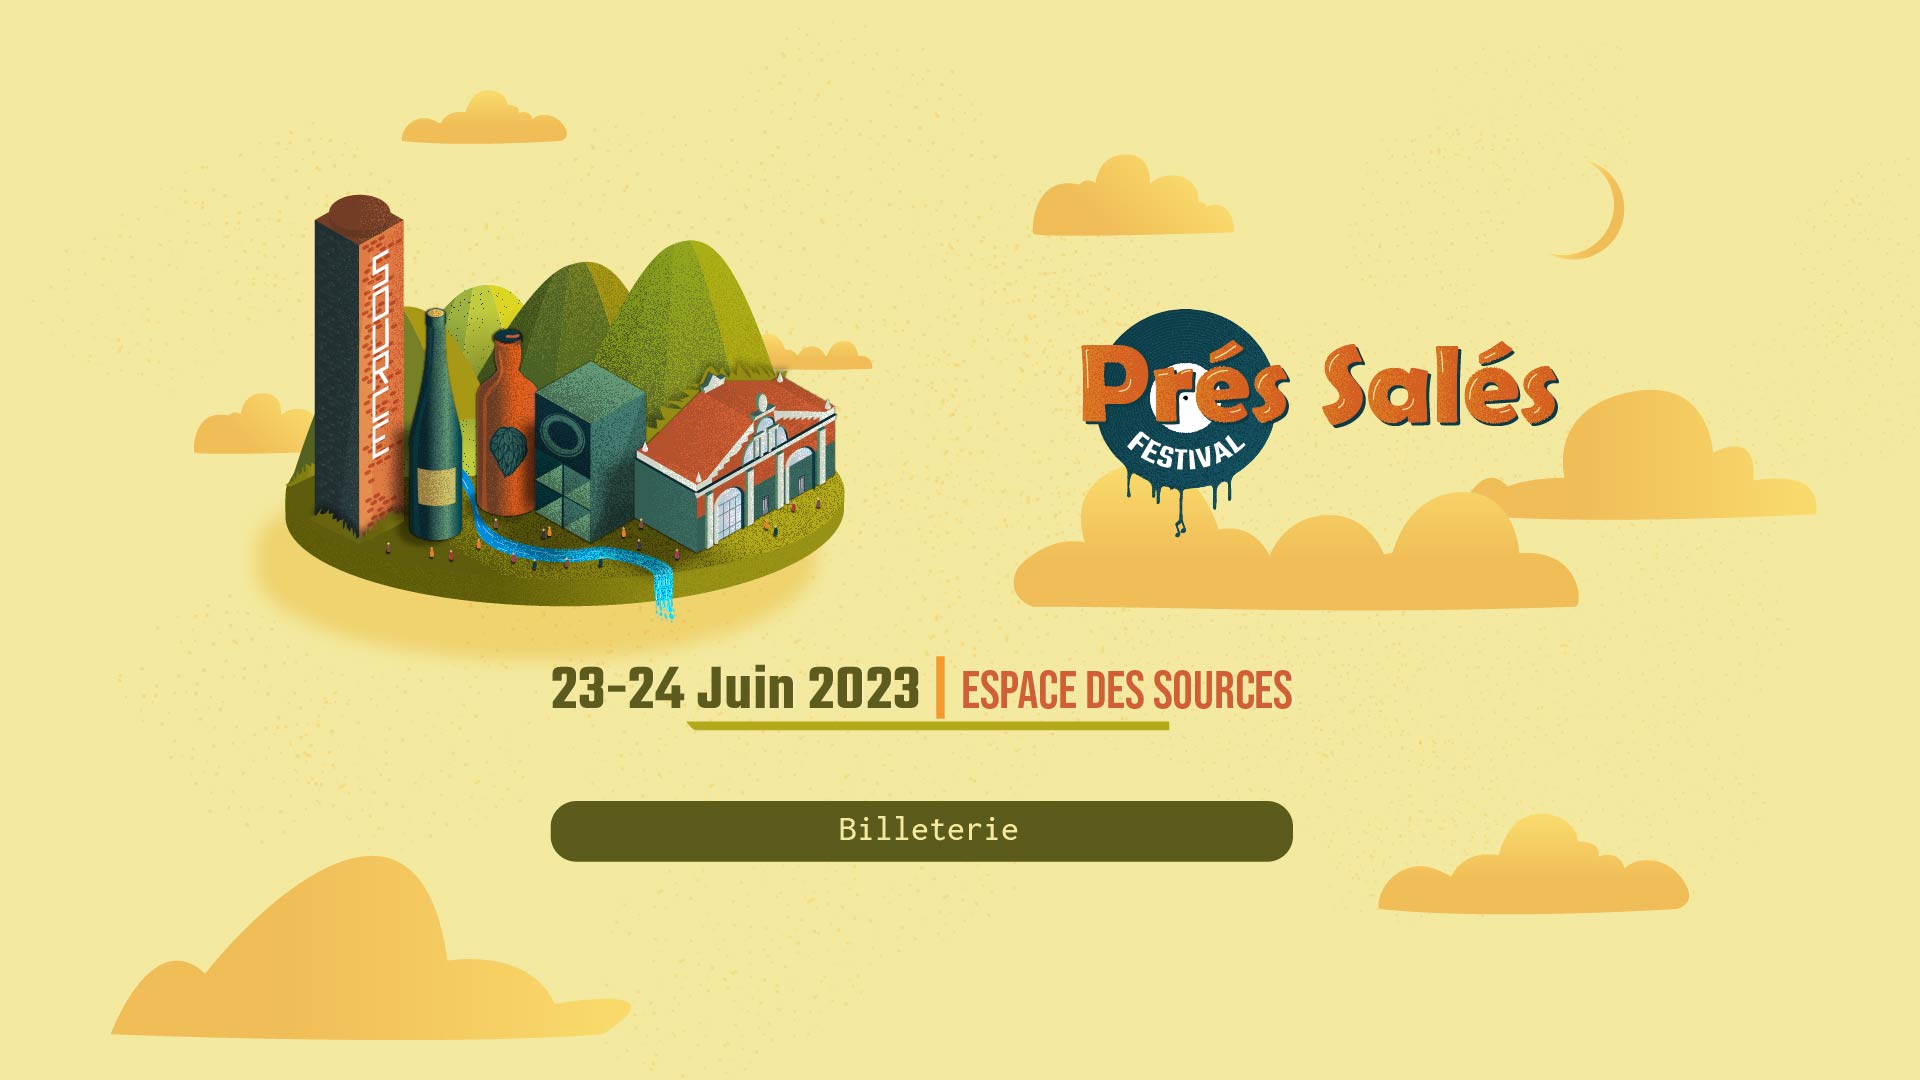 SOURCE
Prés Salés
FESTIVAL
23-24 Juin 2023 | ESPACE DES SOURCES
Billeterie